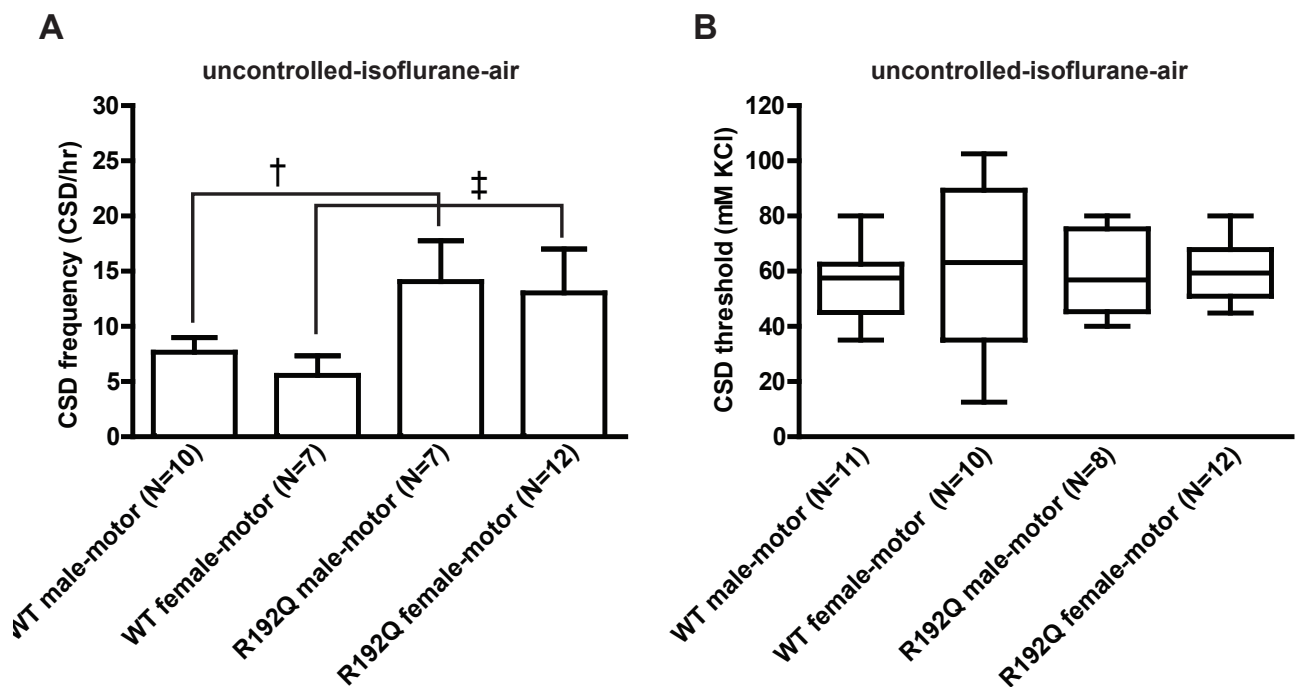 A
uncontrolled-isoflurane-air
CSD frequency (CSD/hr)
30
25
20
15
10
5
0
†
‡
WT male-motor (N=10)
WT female-motor (N=7)
R192Q male-motor (N=7)
R192Q female-motor (N=12)
B
uncontrolled-isoflurane-air
CSD threshold (mM KCl)
120
100
80
60
40
20
0
WT male-motor (N=11)
WT female-motor (N=10)
R192Q male-motor (N=8)
R192Q female-motor (N=12)